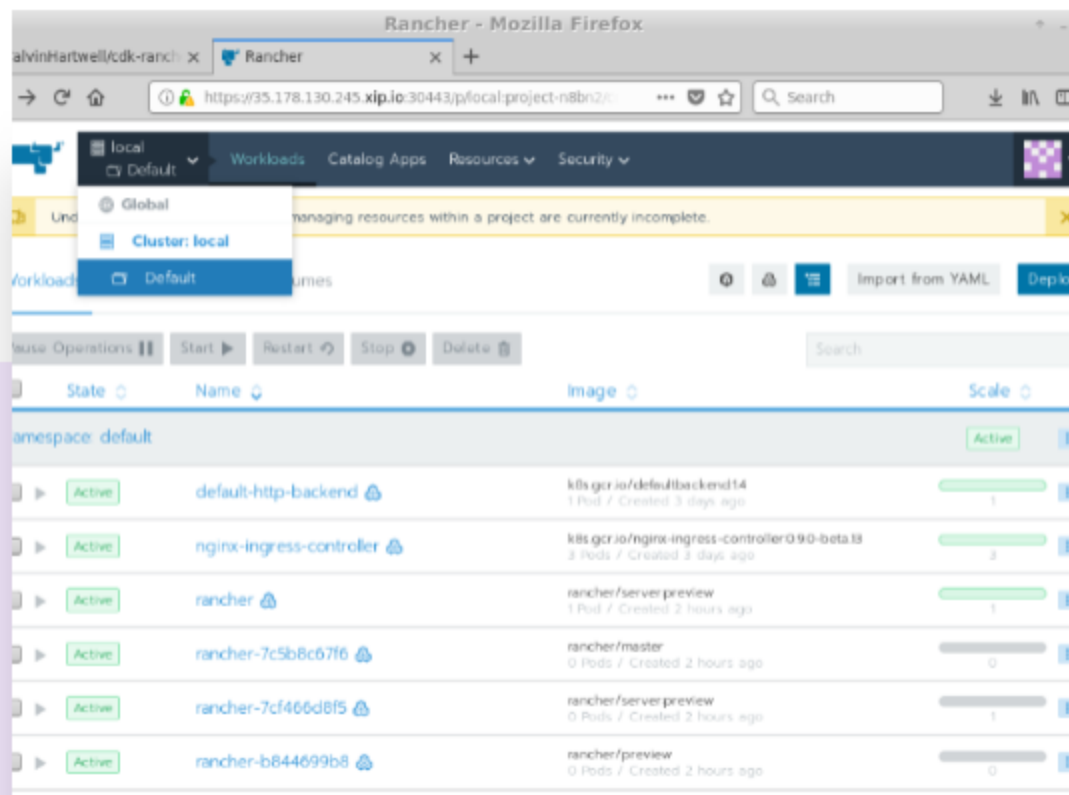 Rancher - Mozilla Firefox
alvinHartwell/cdk-ranch
Rancher
https://35.178.130.245.xip.io:30443/p/local:project-n8bn2/ ... Search
local
Default
Workloads Catalog Apps Resources Security
Global
Und managing resources within a project are currently incomplete.
Cluster: local
Workloads Default umes Import from YAML Deplo
ause Operations Start Restart Stop Delete Search
State Name Image Scale
amespace: default Active
Active default-http-backend k8s.gcr.io/defaultbackend:1.4
1 Pod / Created 3 days ago 1
Active nginx-ingress-controller k8s.gcr.io/nginx-ingress-controller:0.9.0-beta.13
3 Pods / Created 3 days ago 3
Active rancher rancher/server:preview
1 Pod / Created 2 hours ago 1
Active rancher-7c5b8c67f6 rancher/master
0 Pods / Created 2 hours ago 0
Active rancher-7cf466d8f5 rancher/server:preview
0 Pods / Created 2 hours ago 1
Active rancher-b844699b8 rancher/preview
0 Pods / Created 2 hours ago 0